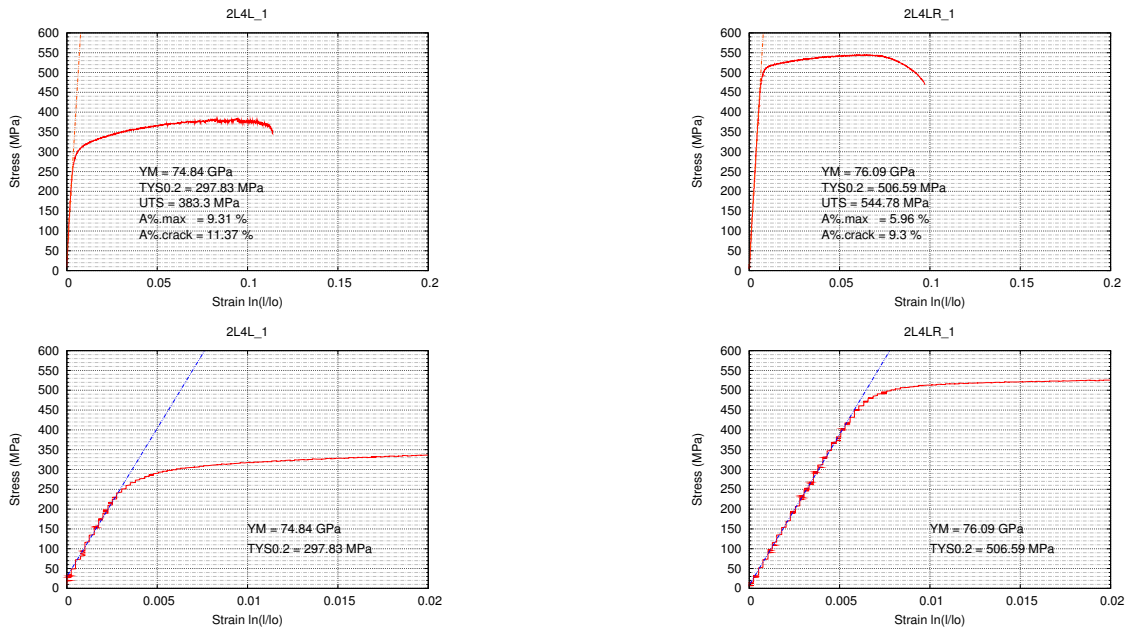 2L4L_1
600
550
500
450
400
350
300
250
200
150
100
50
0
Stress (MPa)
YM = 74.84 GPa
TYS0.2 = 297.83 MPa
UTS = 383.3 MPa
A%.max = 9.31 %
A%.crack = 11.37 %
0 0.05 0.1 0.15 0.2
Strain ln(l/lo)
2L4LR_1
600
550
500
450
400
350
300
250
200
150
100
50
0
Stress (MPa)
YM = 76.09 GPa
TYS0.2 = 506.59 MPa
UTS = 544.78 MPa
A%.max = 5.96 %
A%.crack = 9.3 %
0 0.05 0.1 0.15 0.2
Strain ln(l/lo)
2L4L_1
600
550
500
450
400
350
300
250
200
150
100
50
0
Stress (MPa)
YM = 74.84 GPa
TYS0.2 = 297.83 MPa
0 0.005 0.01 0.015 0.02
Strain ln(l/lo)
2L4LR_1
600
550
500
450
400
350
300
250
200
150
100
50
0
Stress (MPa)
YM = 76.09 GPa
TYS0.2 = 506.59 MPa
0 0.005 0.01 0.015 0.02
Strain ln(l/lo)